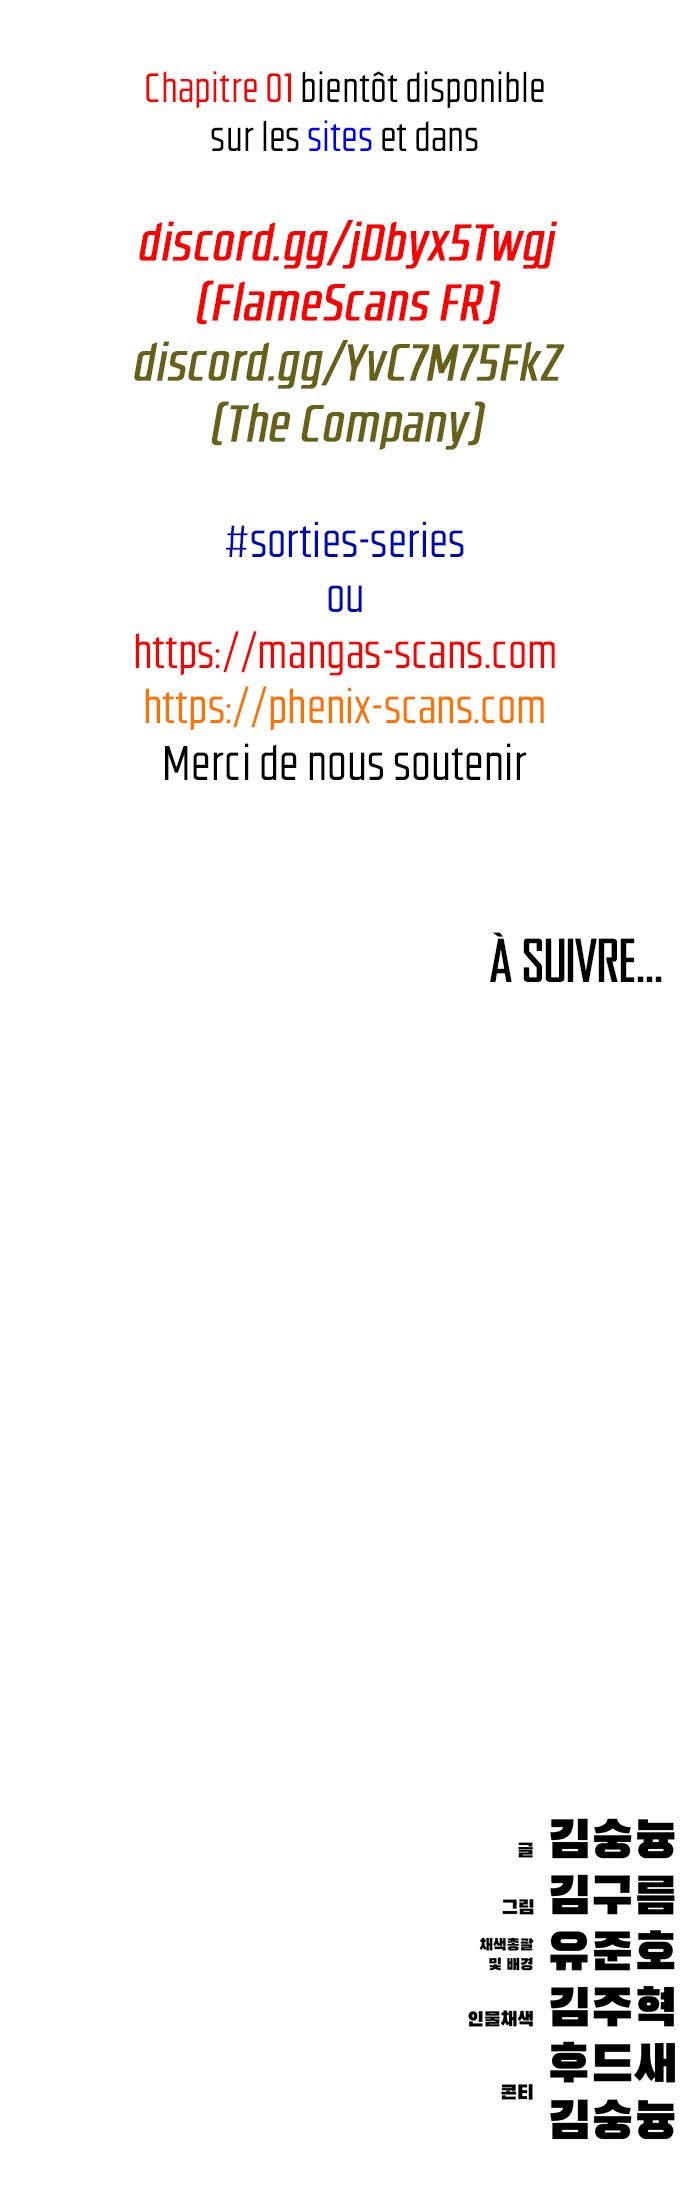 Chapitre 01 bientôt disponible
sur les sites et dans
discord.gg/jDbyx5Twgj
(FlameScans FR)
discord.gg/YvC7M75FkZ
(The Company)
#sorties-series
ou
https://mangas-scans.com
https://phenix-scans.com
Merci de nous soutenir
À SUIVRE...
글 김숭늉
그림 김구름
채색총괄
및 배경 유준호
인물채색 김주혁
콘티 후드새
김숭늉